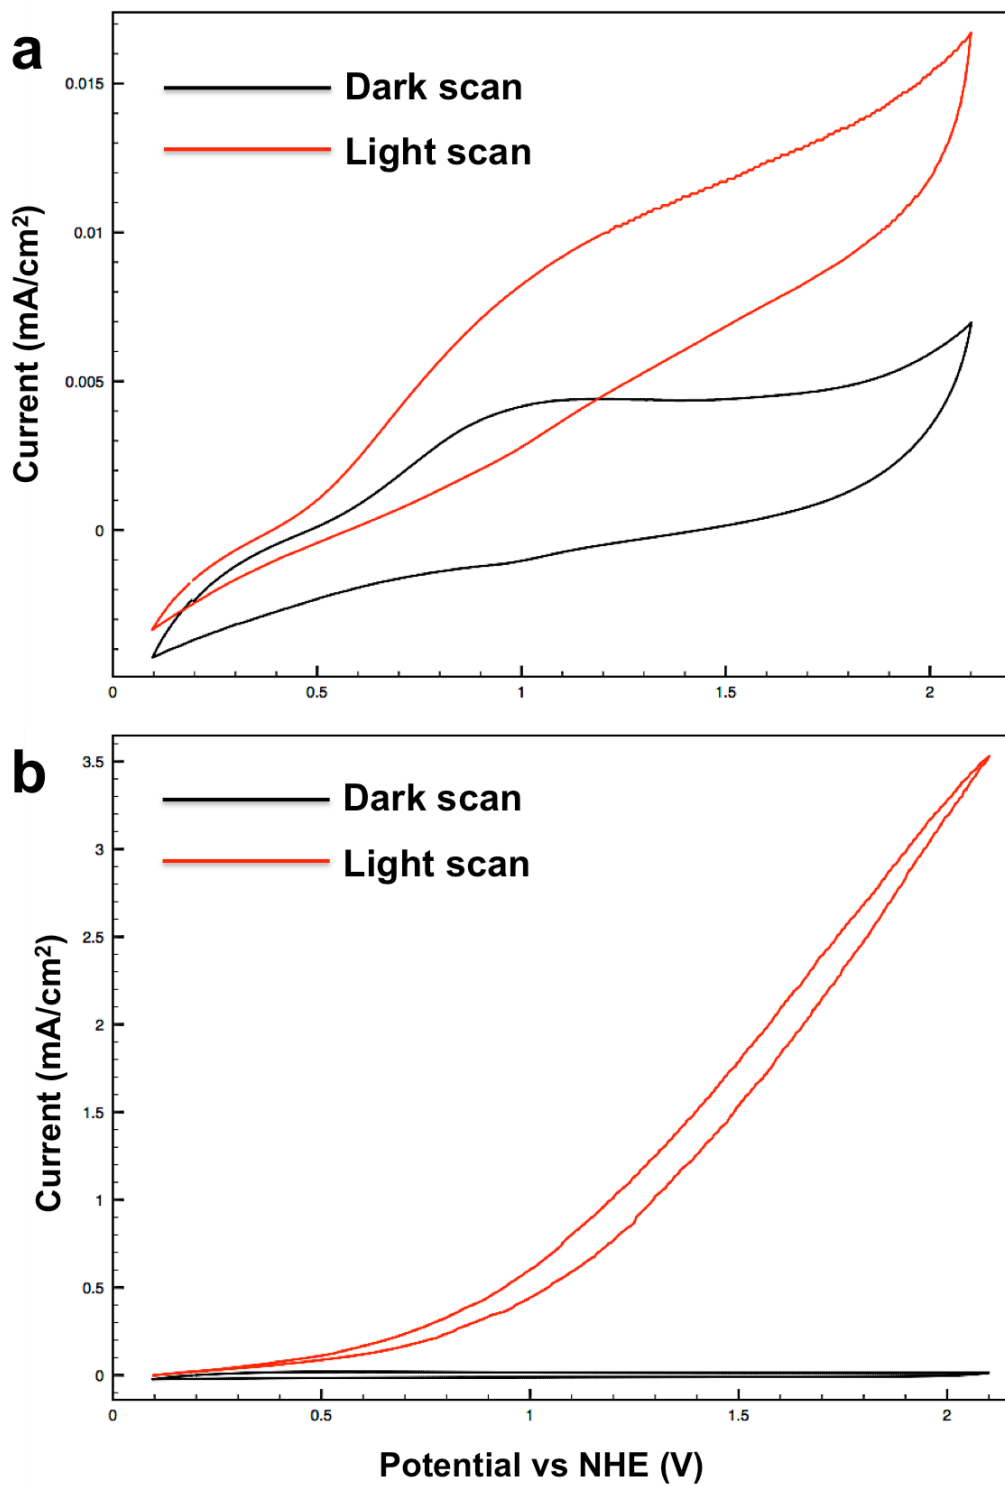 a
Dark scan
Light scan
Current (mA/cm²)
0.015
0.01
0.005
0
0 0.5 1 1.5 2
b
Dark scan
Light scan
Current (mA/cm²)
3.5
3
2.5
2
1.5
1
0.5
0
0 0.5 1 1.5 2
Potential vs NHE (V)